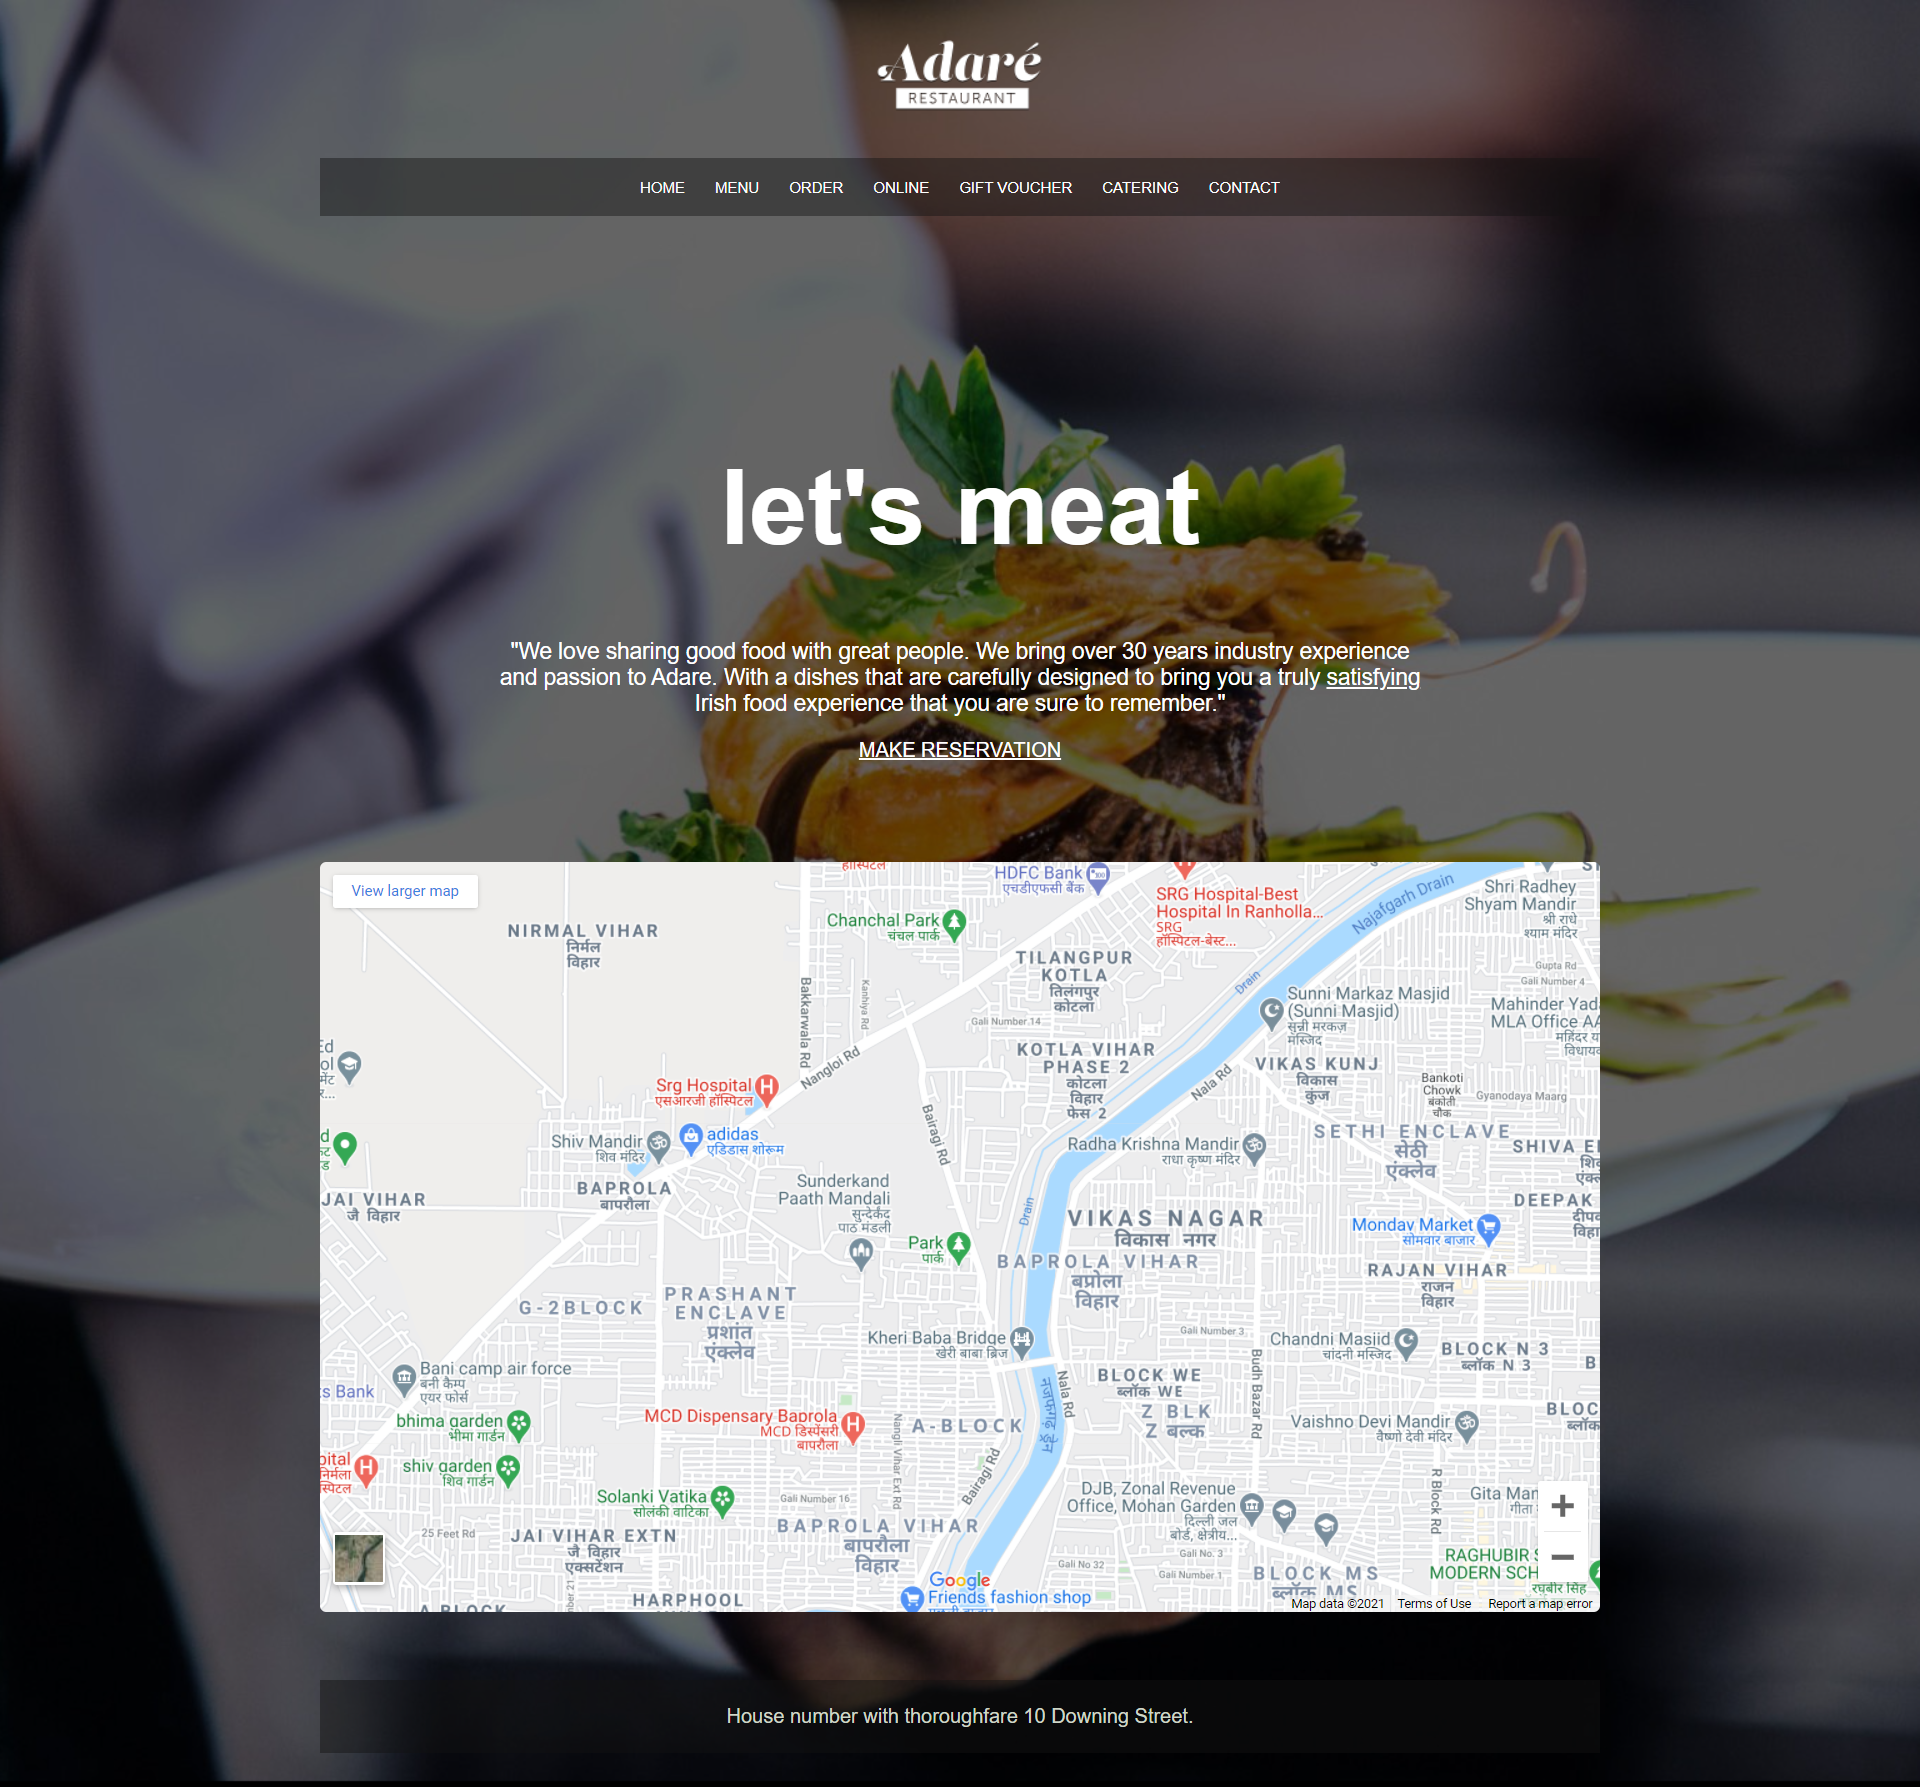 Adaré
RESTAURANT
HOME MENU ORDER ONLINE GIFT VOUCHER CATERING CONTACT
let's meat
"We love sharing good food with great people. We bring over 30 years industry experience
and passion to Adare. With a dishes that are carefully designed to bring you a truly satisfying
Irish food experience that you are sure to remember."
MAKE RESERVATION
View larger map
हॉस्पिटल
HDFC Bank
एचडीएफसी बैंक
SRG Hospital-Best
Hospital In Ranholla...
SRG
हॉस्पिटल-बेस्ट...
Najafgarh Drain
Shri Radhey
Shyam Mandir
श्री राधे
श्याम मंदिर
NIRMAL VIHAR
निर्मल
विहार
Chanchal Park
चंचल पार्क
TILANGPUR
KOTLA
तिलंगपुर
कोटला
Drain
Gupta Rd
Gali Number 4
Bakkarwala Rd
Kanhiya Rd
Gali Number 14
Sunni Markaz Masjid
(Sunni Masjid)
सुन्नी मरकज़
मस्जिद
Mahinder Yada
MLA Office AA
महिंदर या
विधायव
KOTLA VIHAR
PHASE 2
कोटला
विहार
फेस 2
VIKAS KUNJ
विकास
कुंज
Nangloi Rd
Nala Rd
Srg Hospital
एसआरजी हॉस्पिटल
Bankoti
Chowk
बंकोती
चौक
Gyanodaya Maarg
Bairagi Rd
Shiv Mandir
शिव मंदिर
adidas
एडिडास शोरूम
Radha Krishna Mandir
राधा कृष्ण मंदिर
SETHI ENCLAVE
सेठी
एंक्लेव
SHIVA E
BAPROLA
बापरौला
Sunderkand
Paath Mandali
सुन्देर्कंद
पाठ मंडली
JAI VIHAR
जै विहार
Drain
VIKAS NAGAR
विकास नगर
DEEPAK
Monday Market
सोमवार बाजार
Park
पार्क
BAPROLA VIHAR
बप्रोला
विहार
RAJAN VIHAR
राजन
विहार
G-2BLOCK
PRASHANT
ENCLAVE
प्रशांत
एंक्लेव
Kheri Baba Bridge
खेरी बाबा ब्रिज
Gali Number 3
Chandni Masjid
चांदनी मस्जिद
BLOCK N 3
ब्लॉक N 3
Bani camp air force
बनी कैम्प
एयर फोर्स
ts Bank
BLOCK WE
ब्लॉक WE
Budh Bazar Rd
Nala Rd
नजफगढ़ ड्रेन
bhima garden
भीमा गार्डन
MCD Dispensary Baprola
MCD डिस्पेंसरी
बापरौला
A-BLOCK
Z BLK
Z बल्क
Vaishno Devi Mandir
वैष्णो देवी मंदिर
BLOC
shiv garden
शिव गार्डन
Nangli Vihar Ext Rd
Bairagi Rd
R Block Rd
Solanki Vatika
सोलंकी वाटिका
Gali Number 16
DJB, Zonal Revenue
Office, Mohan Garden
दिल्ली जल
बोर्ड, क्षेत्रीय...
Gita Man
गीता
25 Feet Rd
JAI VIHAR EXTN
जै विहार
एक्सटेंशन
BAPROLA VIHAR
बापरौला
विहार
Gali No 32
Gali No. 3
Gali Number 1
BLOCK MS
ब्लॉक MS
RAGHUBIR S
MODERN SCH
रघबीर सिंह
HARPHOOL
A BLOCK
Google
Friends fashion shop
Map data ©2021 Terms of Use Report a map error
House number with thoroughfare 10 Downing Street.